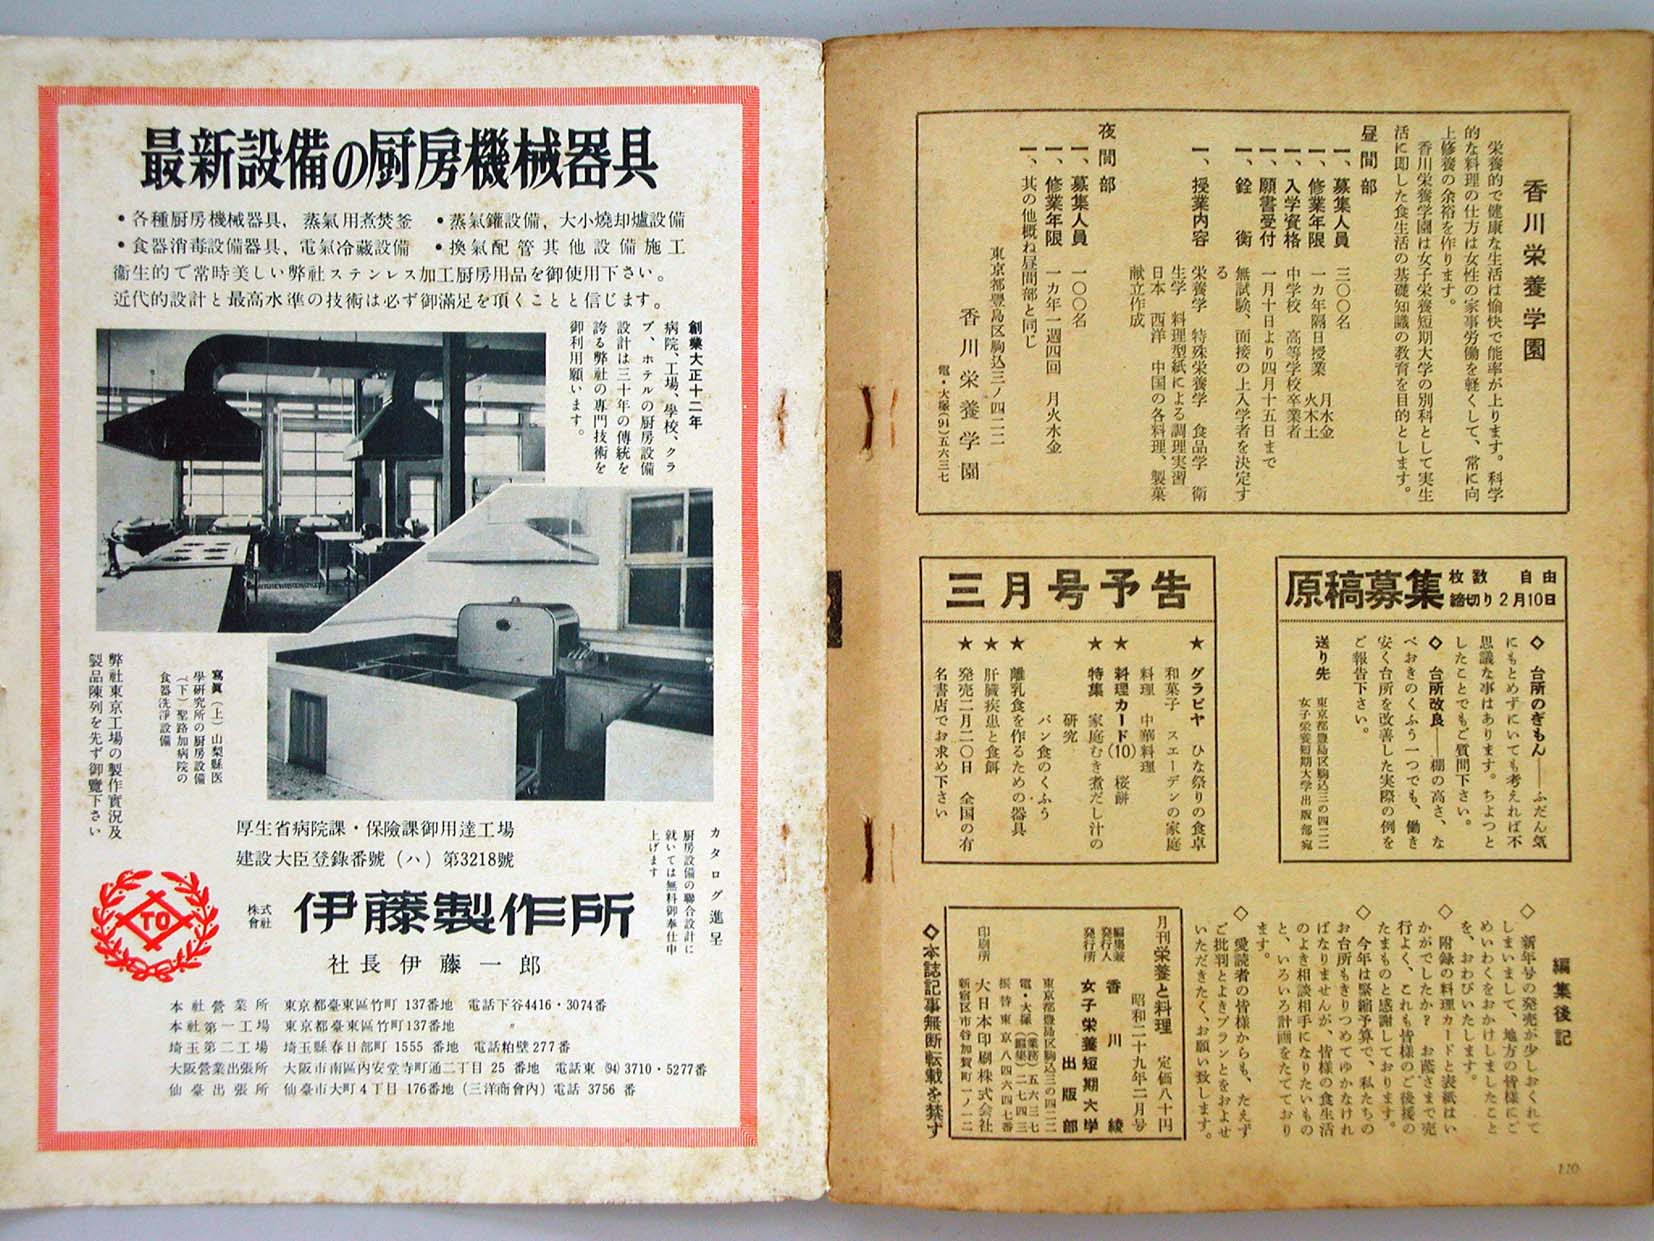 香川栄養学園
栄養的で健康な生活は愉快で能率が上ります。科学
的な料理の仕方は女性の家事労働を軽くして、常に向
上修養の余裕を作ります。
香川栄養学園は女子栄養短期大学の別科として実生
活に即した食生活の基礎知識の教育を目的とします。
昼間部
一、募集人員 三〇〇名
一、修業年限 一カ年隔日授業 月水金 火木土
一、入学資格 中学校 高等学校卒業者
一、願書受付 一月十日より四月十五日まで
一、銓衡 無試験、面接の上入学者を決定す
る
一、授業内容 栄養学 特殊栄養学 食品学 衛
生学 料理型紙による調理実習
日本 西洋 中国の各料理、製菓
献立作成
夜間部
一、募集人員 一〇〇名
一、修業年限 一カ年一週四回 月火水金
一、其の他概ね昼間部と同じ
東京都豊島区駒込三ノ四二二
香川栄養学園
電・大塚(94)五六三七
原稿募集 枚数 自由
締切り2月10日
◇ 台所のぎもん――ふだん気
にもとめずにいても考えれば不
思議な事はあります。ちよつと
したことでもご質問下さい。
◇ 台所改良――棚の高さ、な
べおきのくふう一つでも、働き
安く台所を改善した実際の例を
ご報告下さい。
送り先 東京都豊島区駒込三の四二二
女子栄養短期大学出版部宛
三月号予告
★ グラビヤ ひな祭りの食卓
和菓子 スエーデンの家庭
料理 中華料理
★ 料理カード(10) 桜餅
★ 特集 家庭むき煮だし汁の
研究
パン食のくふう
★ 離乳食を作るための器具
★ 肝臓疾患と食餌
★ 発売二月二〇日 全国の有
名書店でお求め下さい
編集後記
◇ 新年号の発売が少しおくれて
しまいまして、地方の皆様にご
めいわくをおかけしましたこと
を、おわびいたします。
◇ 附録の料理カードと表紙はい
かがでしたか? お蔭さまで売
行よく、これも皆様のご後援の
たまものと感謝しております。
◇ 今年は緊縮予算で、私たちの
お台所もきりつめてゆかなけれ
ばなりませんが、皆様の食生活
のよき相談相手になりたいもの
と、いろいろ計画をたてており
ます。
◇ 愛読者の皆様からも、たえず
ご批判とよきプランとをおよせ
いただきたく、お願い致します。
月刊栄養と料理 定価八十円
昭和二十九年二月号
編集兼
発行人 香川綾
発行所 女子栄養短期大学
出版部
東京都豊島区駒込三の四二二
電・大塚(業務)五六三七
(編集)二七四三
振替東京八四六四七番
印刷所 大日本印刷株式会社
新宿区市谷加賀町一ノ一二
◇本誌記事無断転載を禁ず
110
最新設備の厨房機械器具
・各種厨房機械器具, 蒸氣用煮焚釜 ・蒸氣鑵設備, 大小燒却爐設備
・食器消毒設備器具, 電氣冷藏設備 ・換氣配管其他設備施工
衞生的で常時美しい弊社ステンレス加工厨房用品を御使用下さい。
近代的設計と最高水準の技術は必ず御滿足を頂くことと信じます。
創業大正十二年
病院、工場、學校、クラ
ブ、ホテルの厨房設備
設計は三十年の傳統を
誇る弊社の專門技術を
御利用願います。
寫眞(上)山梨縣医
學硏究所の厨房設備
(下)聖路加病院の
食器洗淨設備
弊社東京工場の製作實況及
製品陳列を先ず御覽下さい
カタログ進呈
厨房設備の聯合設計に
就いては無料御奉仕申
上げます
厚生省病院課・保險課御用達工場
建設大臣登錄番號(ハ)第3218號
TO
株式會社 伊藤製作所
社長伊藤一郎
本社營業所 東京都臺東區竹町137番地 電話下谷4416・3074番
本社第一工場 東京都臺東區竹町137番地
埼玉第二工場 埼玉縣春日部町1555番地 電話粕壁277番
大阪營業出張所 大阪市南區內安堂寺町通二丁目25番地 電話東(94)3710・5277番
仙臺出張所 仙臺市大町4丁目176番地(三洋商會內)電話3756番